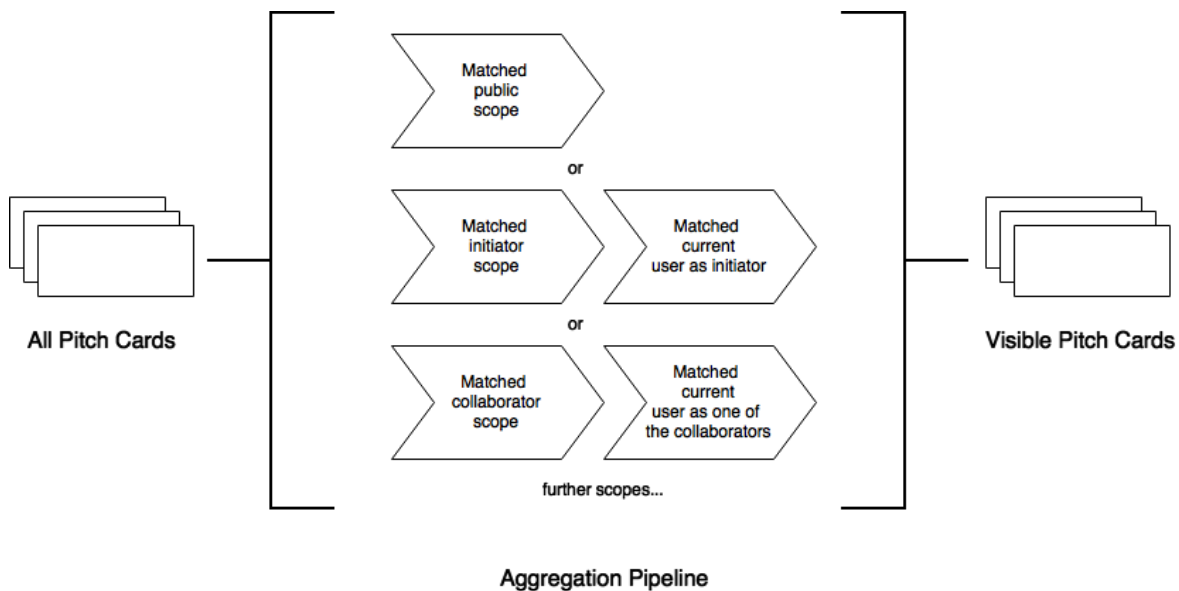 Matched
public
scope
or
Matched
initiator
scope
Matched
current
user as initiator
All Pitch Cards
Visible Pitch Cards
or
Matched
collaborator
scope
Matched
current
user as one of
the collaborators
further scopes...
Aggregation Pipeline